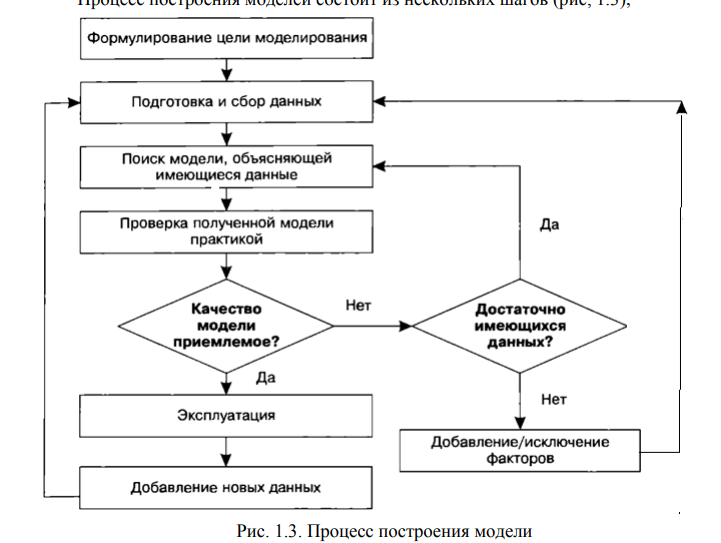 Процесс построения моделей состоит из нескольких шагов (рис, 1.3),
Формулирование цели моделирования
Подготовка и сбор данных
Поиск модели, объясняющей
имеющиеся данные
Проверка полученной модели
практикой
Да
Качество
модели
приемлемое?
Нет
Достаточно
имеющихся
данных?
Да
Нет
Эксплуатация
Добавление/исключение
факторов
Добавление новых данных
Рис. 1.3. Процесс построения модели